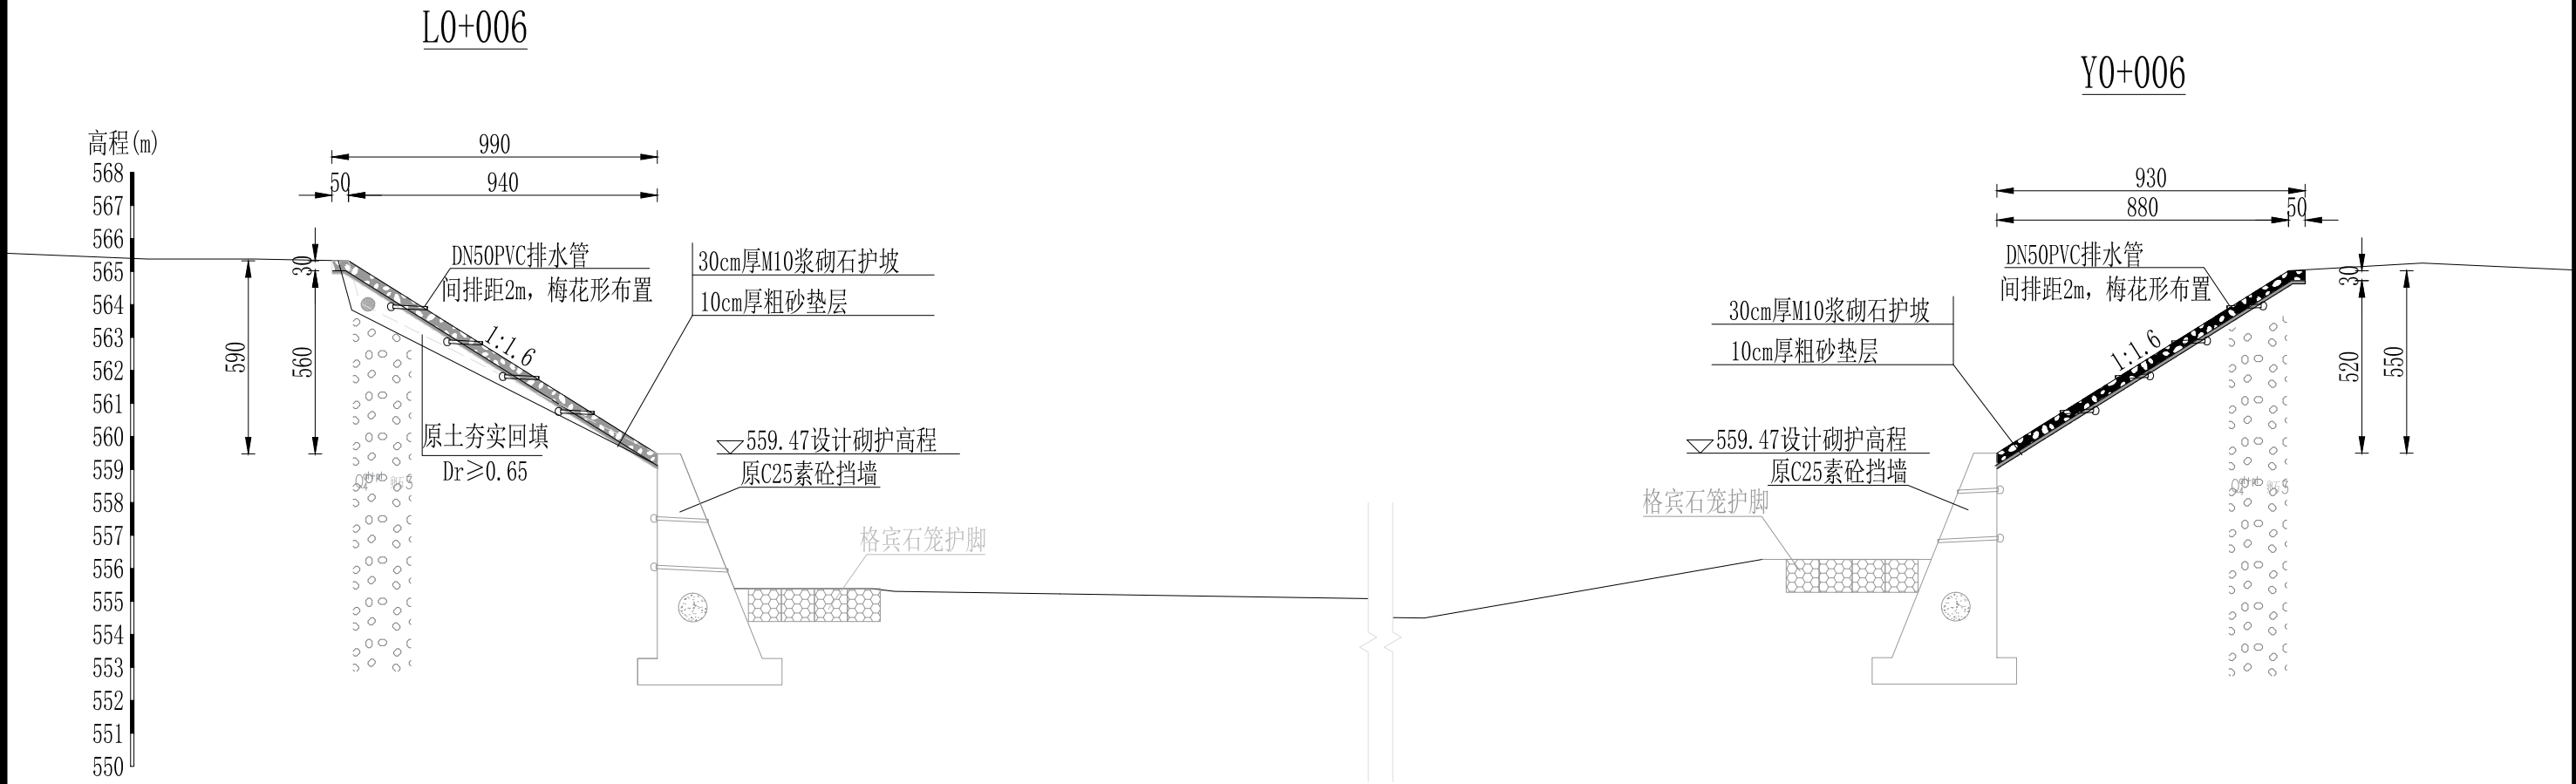 L0+006
Y0+006
高程(m)
568
567
566
565
564
563
562
561
560
559
558
557
556
555
554
553
552
551
550
990
50
940
30
590
560
DN50PVC排水管
间排距2m，梅花形布置
1:1.6
30cm厚M10浆砌石护坡
10cm厚粗砂垫层
原土夯实回填
Dr≥0.65
559.47设计砌护高程
原C25素砼挡墙
格宾石笼护脚
930
880
50
DN50PVC排水管
间排距2m，梅花形布置
30
30cm厚M10浆砌石护坡
10cm厚粗砂垫层
1:1.6
520
550
559.47设计砌护高程
原C25素砼挡墙
格宾石笼护脚